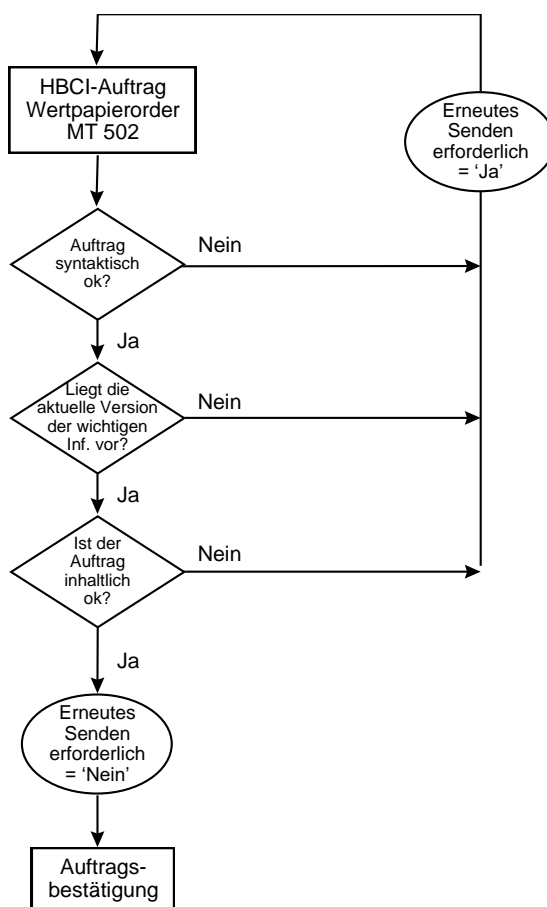 HBCI-Auftrag
Wertpapierorder
MT 502
Erneutes
Senden
erforderlich
= ‘Ja’
Auftrag
syntaktisch
ok?
Nein
Ja
Liegt die
aktuelle Version
der wichtigen
Inf. vor?
Nein
Ja
Ist der
Auftrag
inhaltlich
ok?
Nein
Ja
Erneutes
Senden
erforderlich
= ‘Nein’
Auftrags-
bestätigung